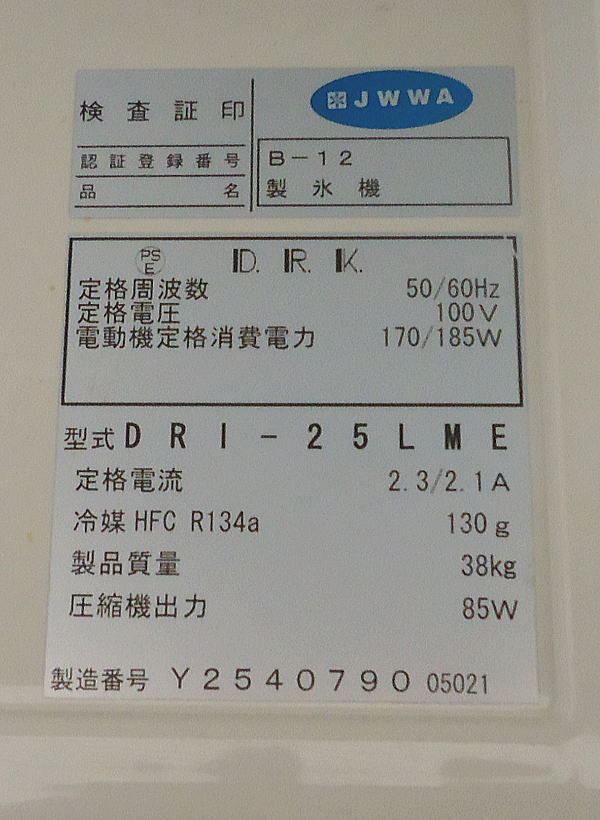 検査証印
JWWA
認証登録番号 B-12
品名 製氷機
PS E D.R.K.
定格周波数 50/60Hz
定格電圧 100V
電動機定格消費電力 170/185W
型式 DRI-25LME
定格電流 2.3/2.1A
冷媒 HFC R134a 130g
製品質量 38kg
圧縮機出力 85W
製造番号 Y2540790 05021